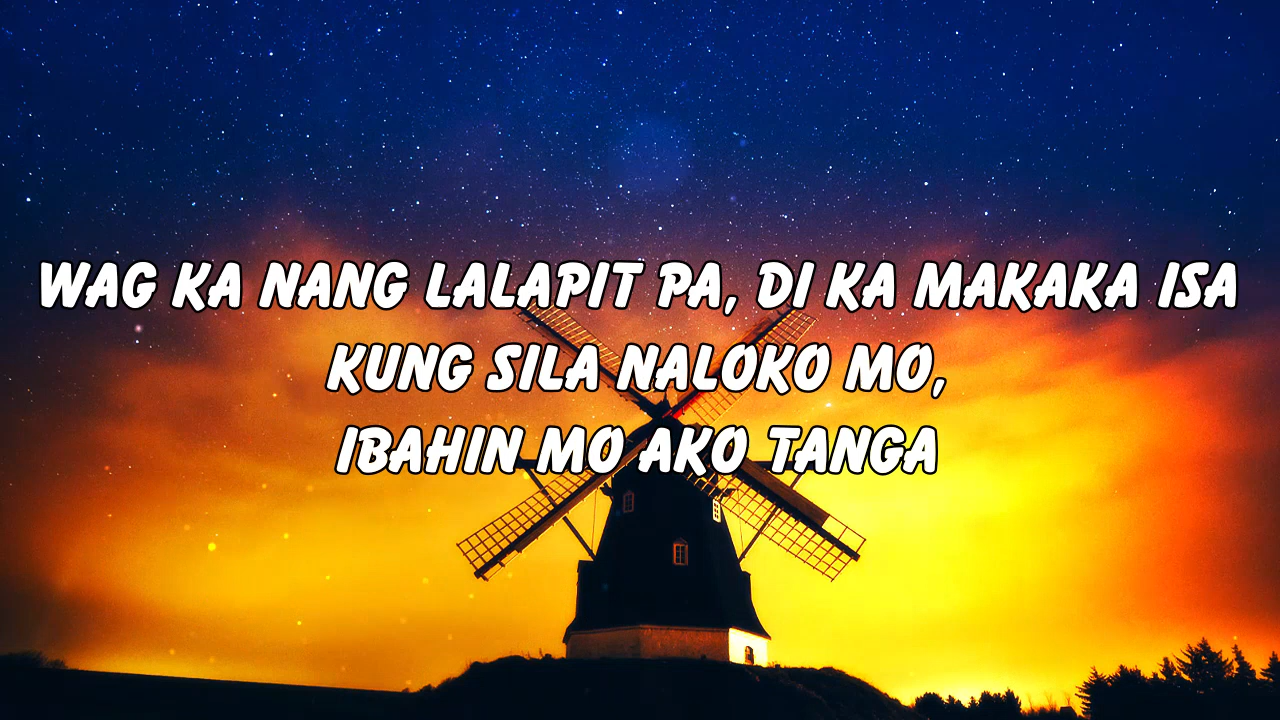 WAG KA NANG LALAPIT PA, DI KA MAKAKA ISA
KUNG SILA NALOKO MO,
IBAHIN MO AKO TANGA